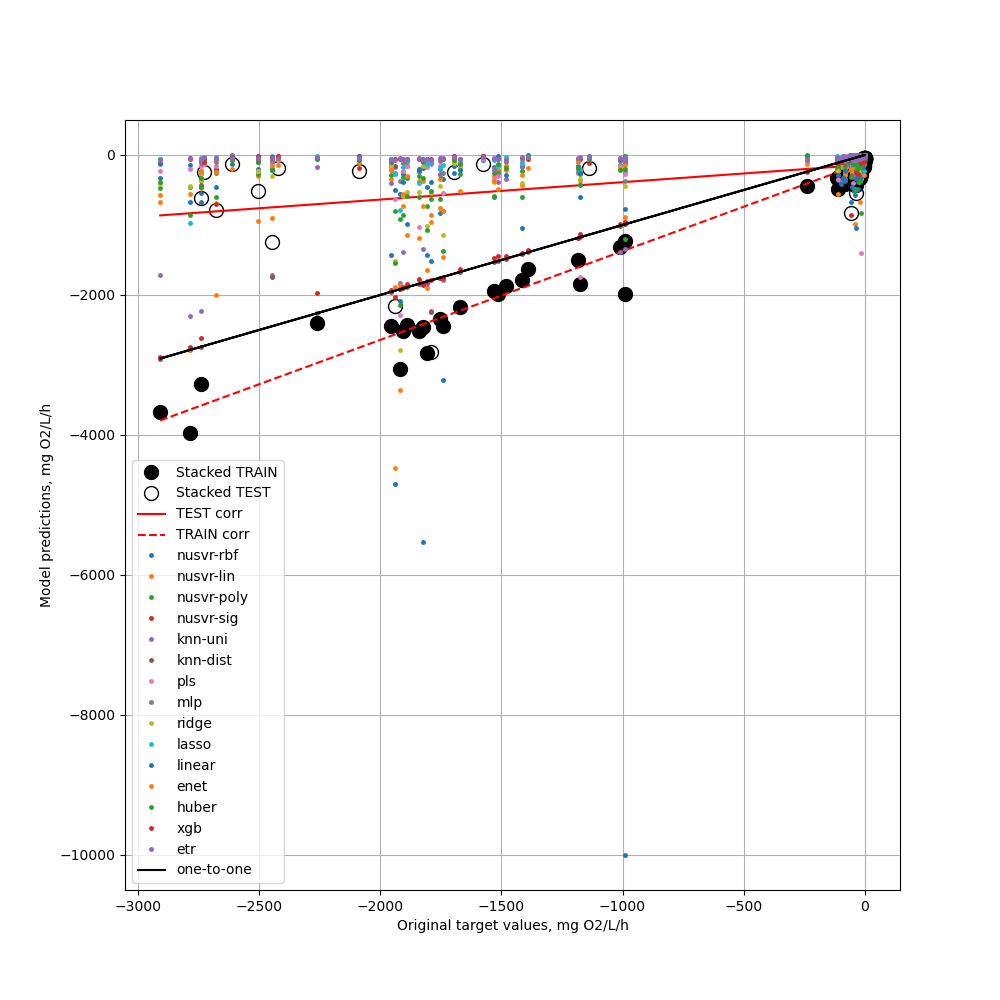 0
−2000
−4000
−6000
−8000
−10000
Model predictions, mg O2/L/h
Stacked TRAIN
Stacked TEST
TEST corr
TRAIN corr
nusvr-rbf
nusvr-lin
nusvr-poly
nusvr-sig
knn-uni
knn-dist
pls
mlp
ridge
lasso
linear
enet
huber
xgb
etr
one-to-one
−3000 −2500 −2000 −1500 −1000 −500 0
Original target values, mg O2/L/h